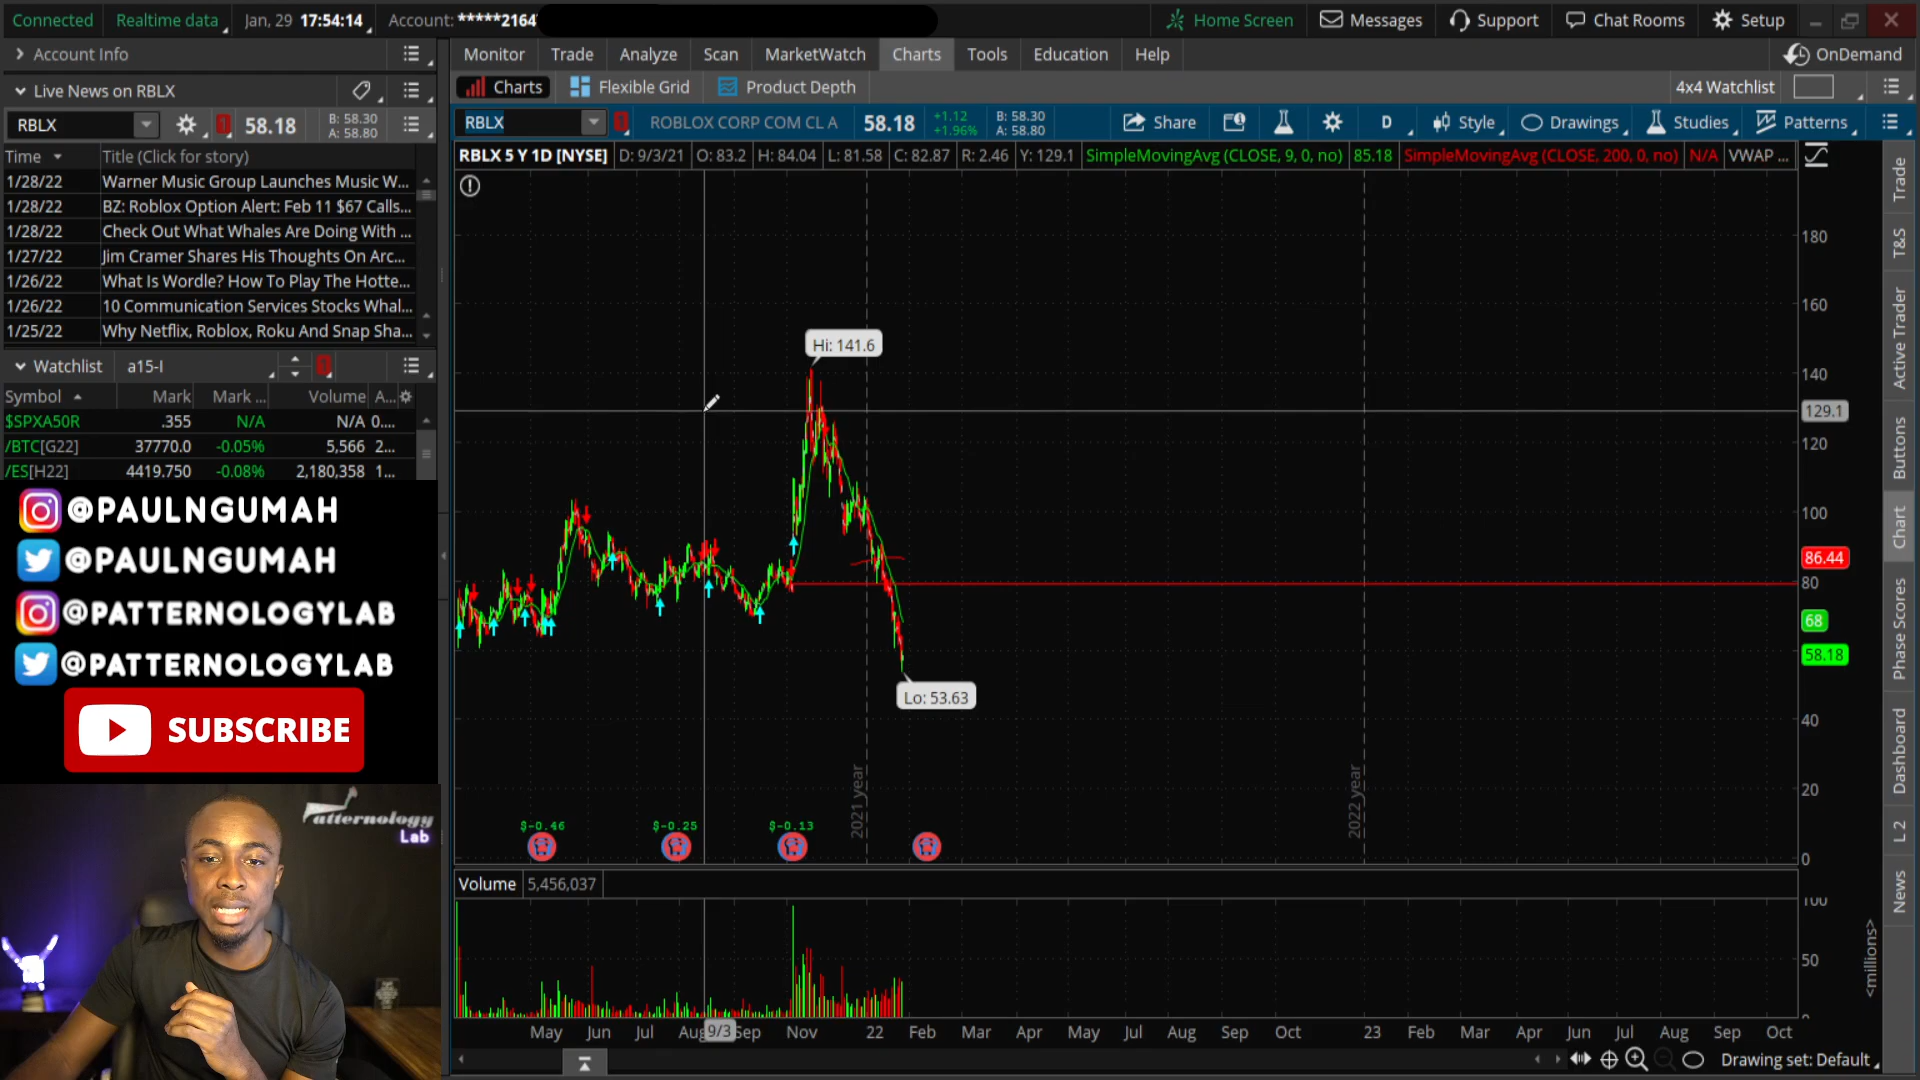 Connected
Realtime data
Jan, 29 17:54:14
Account: *****2164
Home Screen
Messages
Support
Chat Rooms
Setup
Account Info
Monitor
Trade
Analyze
Scan
MarketWatch
Charts
Tools
Education
Help
OnDemand
Live News on RBLX
Charts
Flexible Grid
Product Depth
4x4 Watchlist
RBLX
58.18
B: 58.30
A: 58.80
RBLX
ROBLOX CORP COM CL A
58.18
+1.12
+1.96%
B: 58.30
A: 58.80
Share
D
Style
Drawings
Studies
Patterns
Time
Title (Click for story)
RBLX 5 Y 1D [NYSE]
D: 9/3/21
O: 83.2
H: 84.04
L: 81.58
C: 82.87
R: 2.46
Y: 129.1
SimpleMovingAvg (CLOSE, 9, 0, no)
85.18
SimpleMovingAvg (CLOSE, 200, 0, no)
N/A
VWAP ...
1/28/22 Warner Music Group Launches Music W...
1/28/22 BZ: Roblox Option Alert: Feb 11 $67 Calls...
1/28/22 Check Out What Whales Are Doing With ...
1/27/22 Jim Cramer Shares His Thoughts On Arc...
1/26/22 What Is Wordle? How To Play The Hotte...
1/26/22 10 Communication Services Stocks Whal...
1/25/22 Why Netflix, Roblox, Roku And Snap Sha...
Watchlist
a15-I
Symbol Mark Mark ... Volume A...
$SPXA50R .355 N/A N/A 0....
/BTC[G22] 37770.0 -0.05% 5,566 2...
/ES[H22] 4419.750 -0.08% 2,180,358 1...
@PAULNGUMAH
@PAULNGUMAH
@PATTERNOLOGYLAB
@PATTERNOLOGYLAB
SUBSCRIBE
Patternology
Lab
Hi: 141.6
Lo: 53.63
180
160
140
129.1
120
100
86.44
80
68
58.18
40
20
0
2021 year
2022 year
$-0.46
$-0.25
$-0.13
Volume
5,456,037
100
50
0
<millions>
May Jun Jul Aug 9/3 Sep Nov 22 Feb Mar Apr May Jul Aug Sep Oct 23 Feb Mar Apr Jun Jul Aug Sep Oct
Drawing set: Default
Trade
T&S
Active Trader
Buttons
Chart
Phase Scores
Dashboard
L 2
News